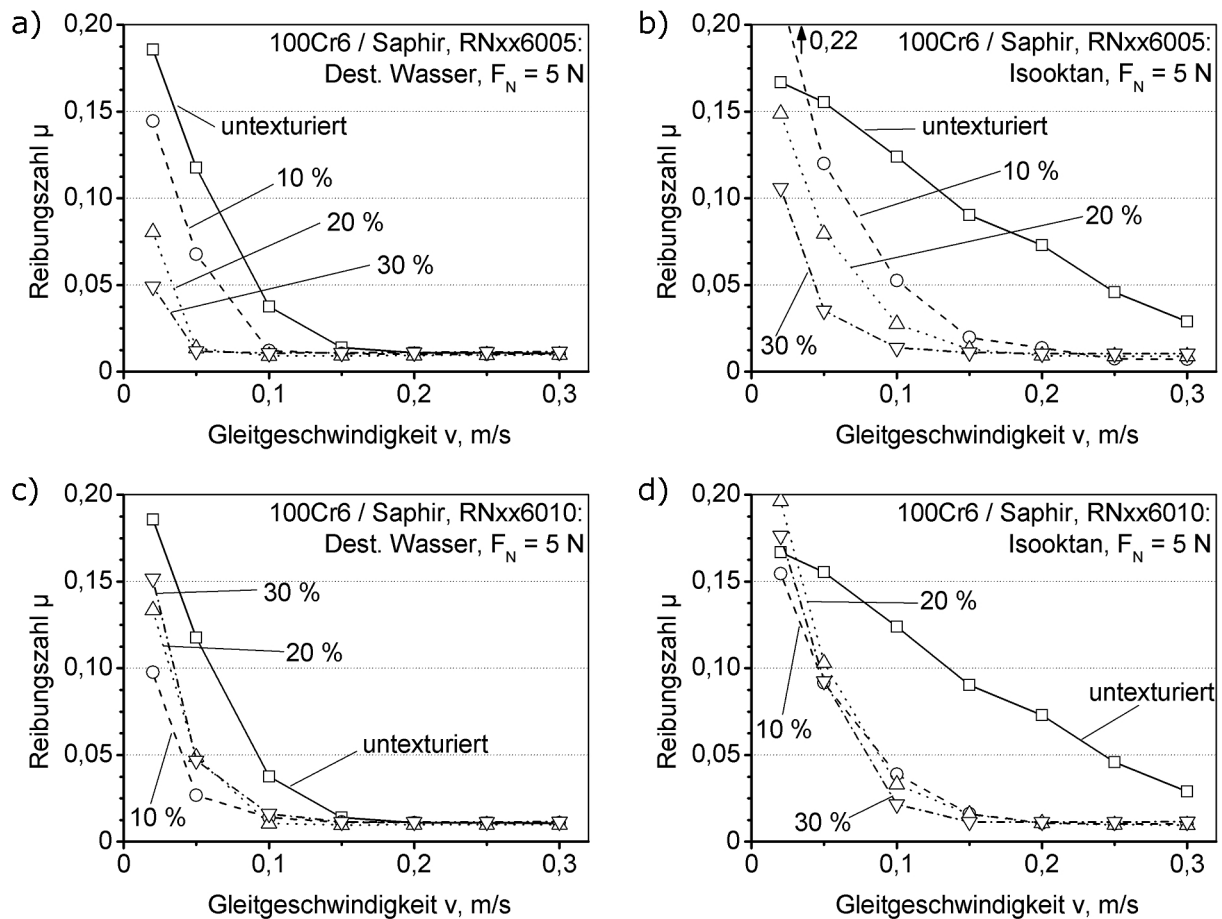 a)
0,20
0,15
0,10
0,05
0
Reibungszahl µ
100Cr6 / Saphir, RNxx6005:
Dest. Wasser, F_N = 5 N
untexturiert
10 %
20 %
30 %
0
0,1
0,2
0,3
Gleitgeschwindigkeit v, m/s
b)
0,20
0,15
0,10
0,05
0
Reibungszahl µ
0,22
100Cr6 / Saphir, RNxx6005:
Isooktan, F_N = 5 N
untexturiert
10 %
20 %
30 %
0
0,1
0,2
0,3
Gleitgeschwindigkeit v, m/s
c)
0,20
0,15
0,10
0,05
0
Reibungszahl µ
100Cr6 / Saphir, RNxx6010:
Dest. Wasser, F_N = 5 N
30 %
20 %
untexturiert
10 %
0
0,1
0,2
0,3
Gleitgeschwindigkeit v, m/s
d)
0,20
0,15
0,10
0,05
0
Reibungszahl µ
100Cr6 / Saphir, RNxx6010:
Isooktan, F_N = 5 N
20 %
untexturiert
10 %
30 %
0
0,1
0,2
0,3
Gleitgeschwindigkeit v, m/s